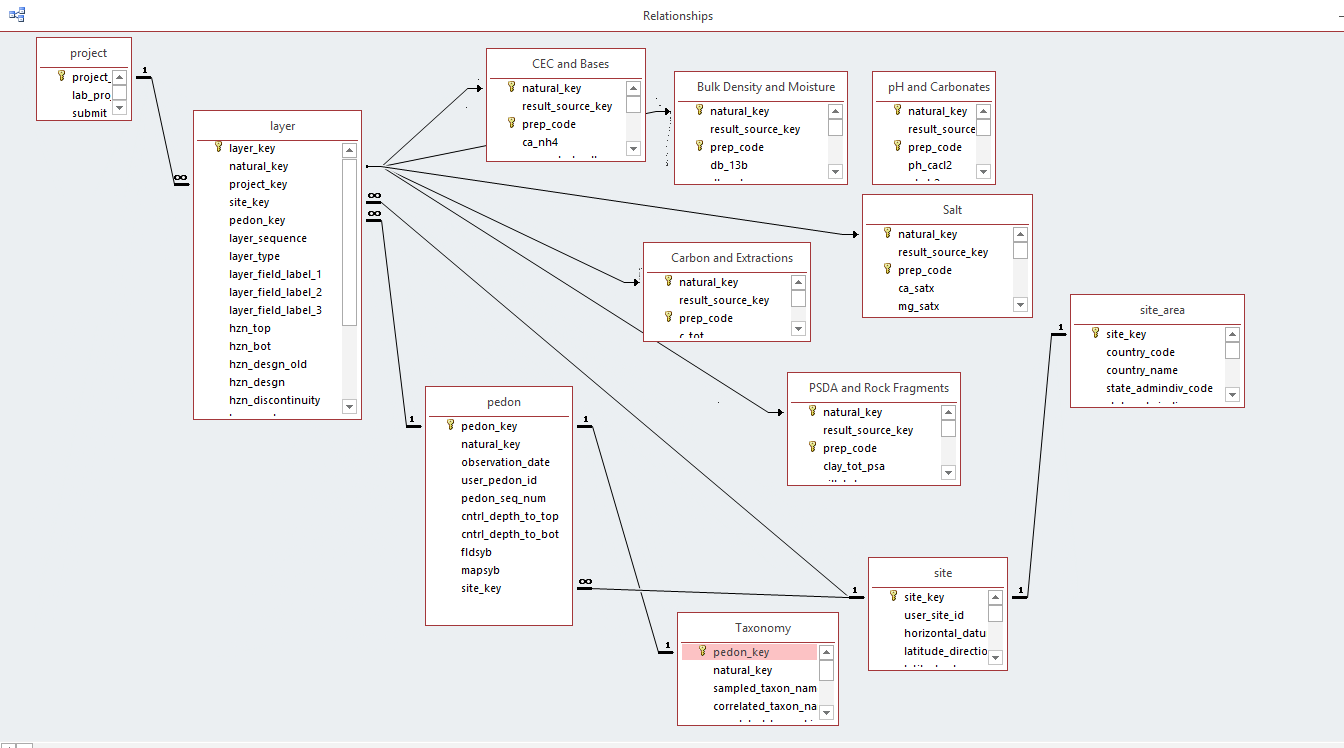 Relationships
project
project_
lab_pro
submit
1
∞
layer
layer_key
natural_key
project_key
site_key
pedon_key
layer_sequence
layer_type
layer_field_label_1
layer_field_label_2
layer_field_label_3
hzn_top
hzn_bot
hzn_desgn_old
hzn_desgn
hzn_discontinuity
∞
∞
CEC and Bases
natural_key
result_source_key
prep_code
ca_nh4
Bulk Density and Moisture
natural_key
result_source_key
prep_code
db_13b
pH and Carbonates
natural_key
result_source
prep_code
ph_cacl2
Salt
natural_key
result_source_key
prep_code
ca_satx
mg_satx
Carbon and Extractions
natural_key
result_source_key
prep_code
c_tot
site_area
site_key
country_code
country_name
state_admindiv_code
1
PSDA and Rock Fragments
natural_key
result_source_key
prep_code
clay_tot_psa
pedon
pedon_key
natural_key
observation_date
user_pedon_id
pedon_seq_num
cntrl_depth_to_top
cntrl_depth_to_bot
fldsyb
mapsyb
site_key
1
1
∞
site
site_key
user_site_id
horizontal_datu
latitude_directio
1
1
Taxonomy
pedon_key
natural_key
sampled_taxon_nam
correlated_taxon_na
1